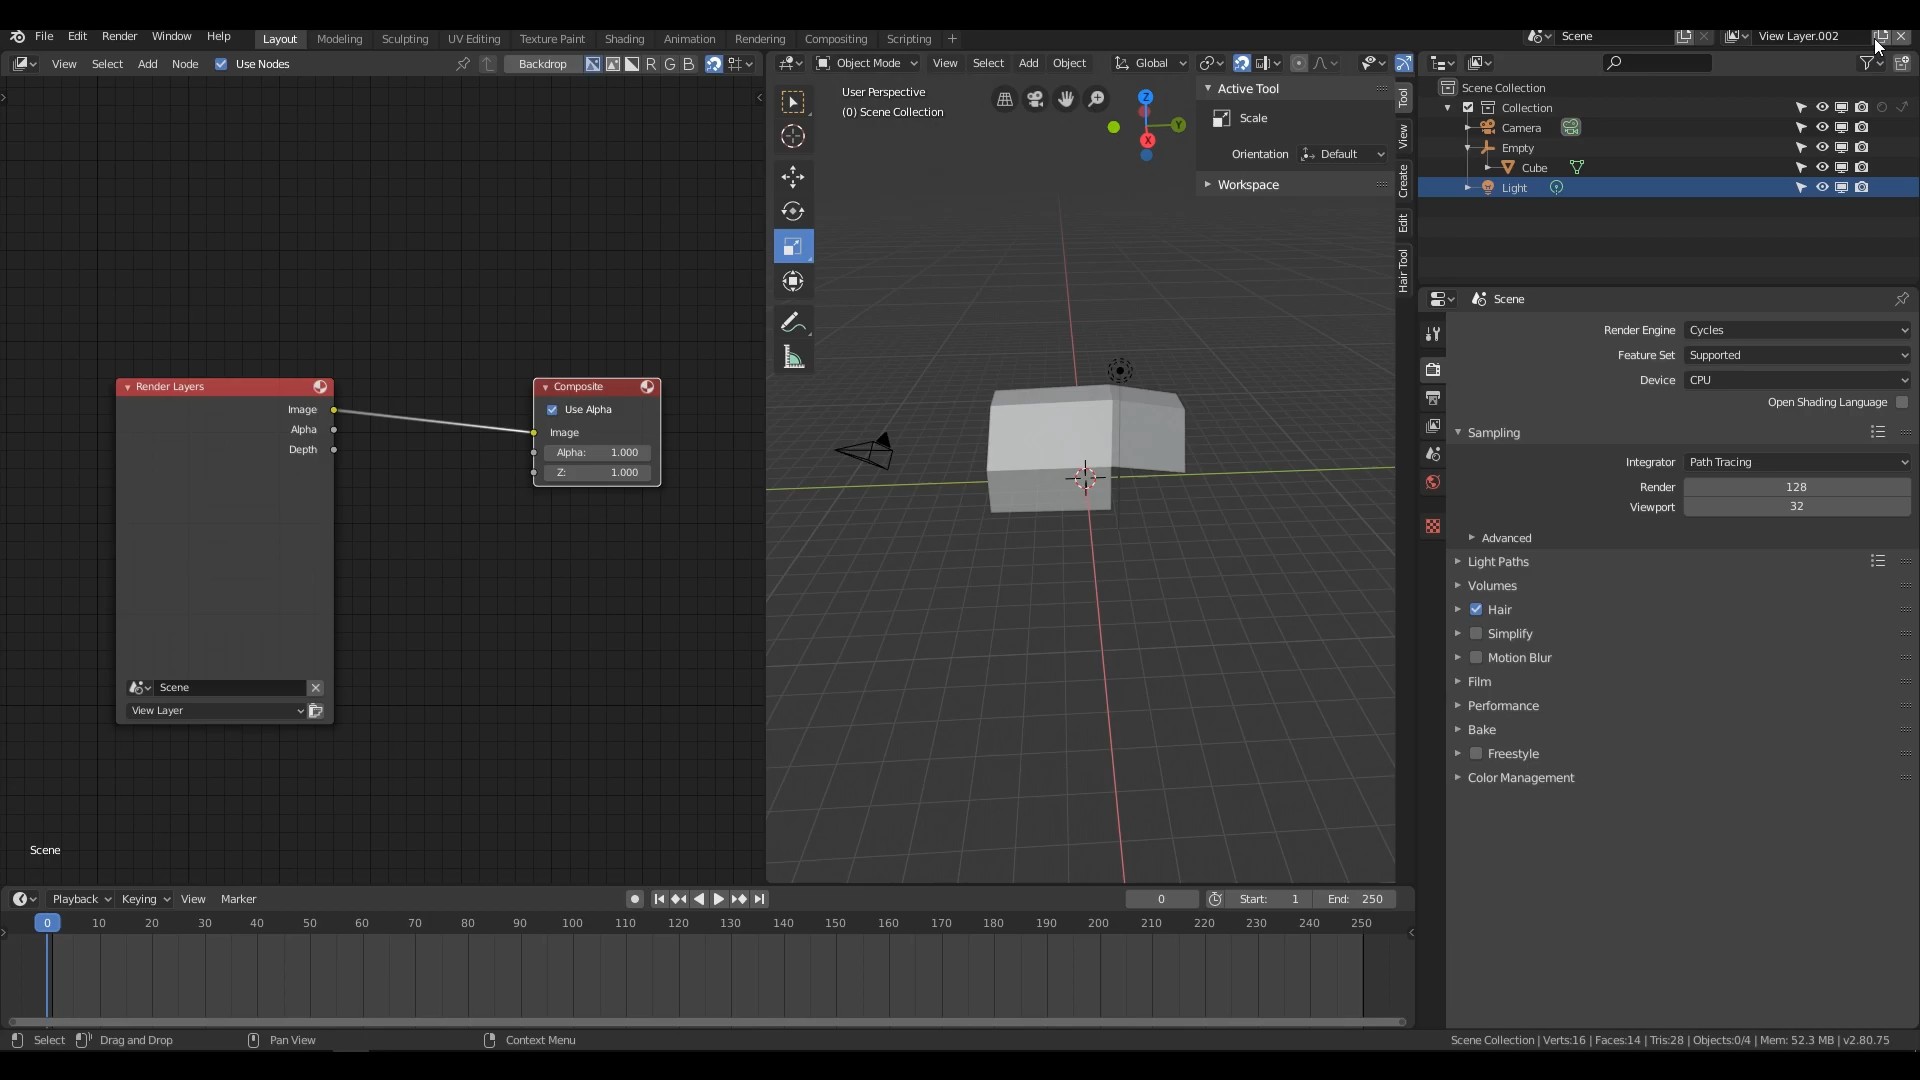 File Edit Render Window Help Layout Modeling Sculpting UV Editing Texture Paint Shading Animation Rendering Compositing Scripting + Scene View Layer.002
View Select Add Node Use Nodes Backdrop R G B Object Mode View Select Add Object Global
User Perspective
(0) Scene Collection
Z
Y
X
Active Tool
Scale
Orientation Default
Workspace
Tool
View
Create
Edit
Hair Tool
Scene Collection
Collection
Camera
Empty
Cube
Light
Render Layers
Image
Alpha
Depth
Scene
View Layer
Composite
Use Alpha
Image
Alpha: 1.000
Z: 1.000
Scene
Scene
Render Engine Cycles
Feature Set Supported
Device CPU
Open Shading Language
Sampling
Integrator Path Tracing
Render 128
Viewport 32
Advanced
Light Paths
Volumes
Hair
Simplify
Motion Blur
Film
Performance
Bake
Freestyle
Color Management
Playback Keying View Marker 0 Start: 1 End: 250
0 10 20 30 40 50 60 70 80 90 100 110 120 130 140 150 160 170 180 190 200 210 220 230 240 250
Select Drag and Drop Pan View Context Menu Scene Collection | Verts:16 | Faces:14 | Tris:28 | Objects:0/4 | Mem: 52.3 MB | v2.80.75